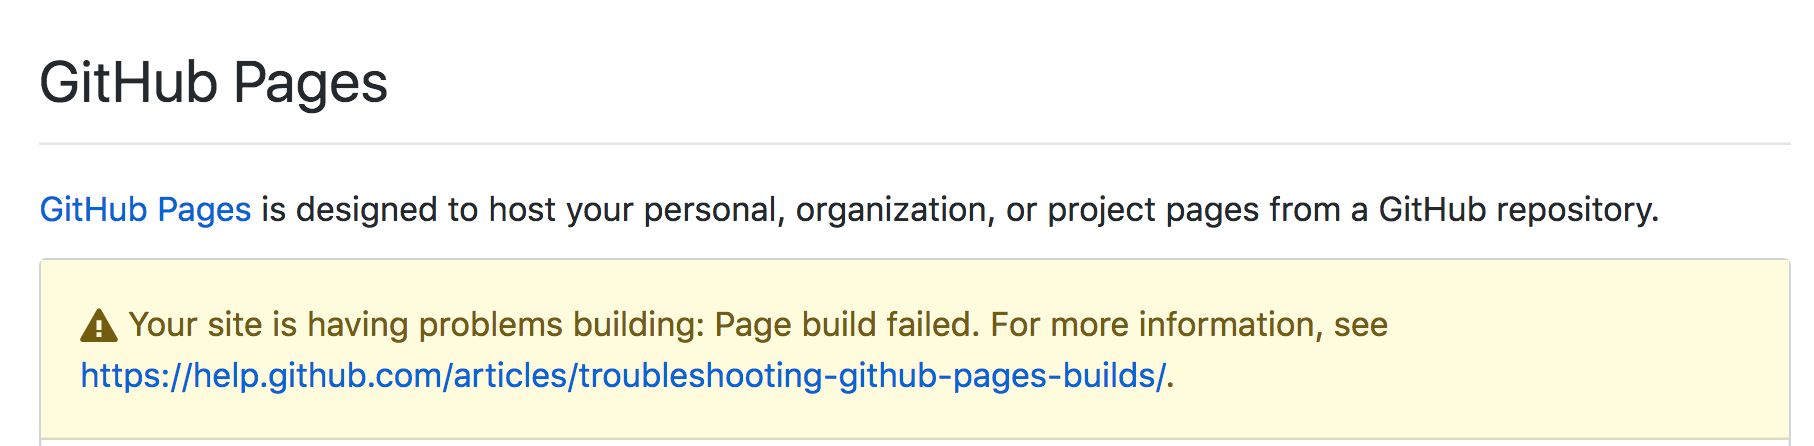 GitHub Pages
GitHub Pages is designed to host your personal, organization, or project pages from a GitHub repository.
Your site is having problems building: Page build failed. For more information, see
https://help.github.com/articles/troubleshooting-github-pages-builds/.